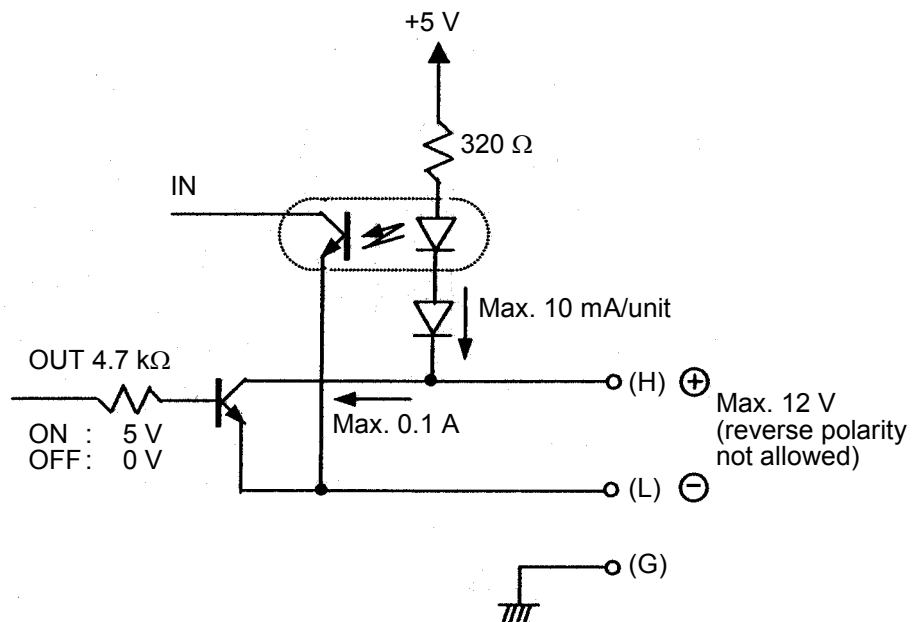 +5 V
320 Ω
IN
Max. 10 mA/unit
OUT 4.7 kΩ
ON : 5 V
OFF : 0 V
Max. 0.1 A
(H) ⊕
Max. 12 V
(reverse polarity
not allowed)
(L) ⊖
(G)